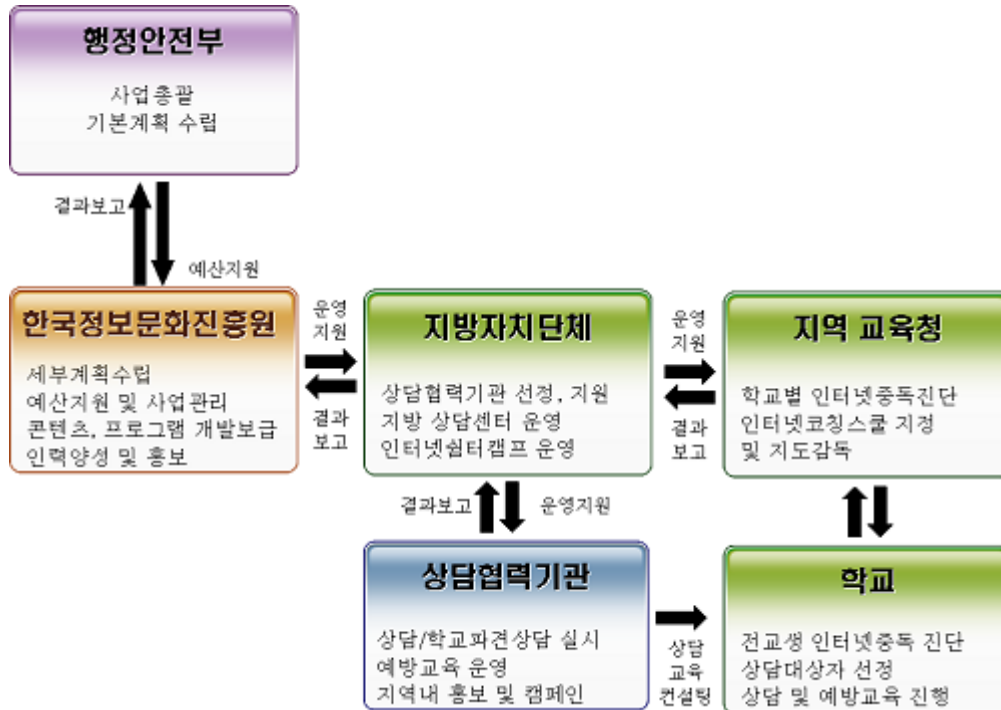 행정안전부
사업총괄
기본계획 수립
결과보고
예산지원
한국정보문화진흥원
세부계획수립
예산지원 및 사업관리
콘텐츠, 프로그램 개발보급
인력양성 및 홍보
운영
지원
결과
보고
지방자치단체
상담협력기관 선정, 지원
지방 상담센터 운영
인터넷쉼터캠프 운영
운영
지원
결과
보고
지역 교육청
학교별 인터넷중독진단
인터넷코칭스쿨 지정
및 지도감독
결과보고
운영지원
상담협력기관
상담/학교파견상담 실시
예방교육 운영
지역내 홍보 및 캠페인
상담
교육
컨설팅
학교
전교생 인터넷중독 진단
상담대상자 선정
상담 및 예방교육 진행